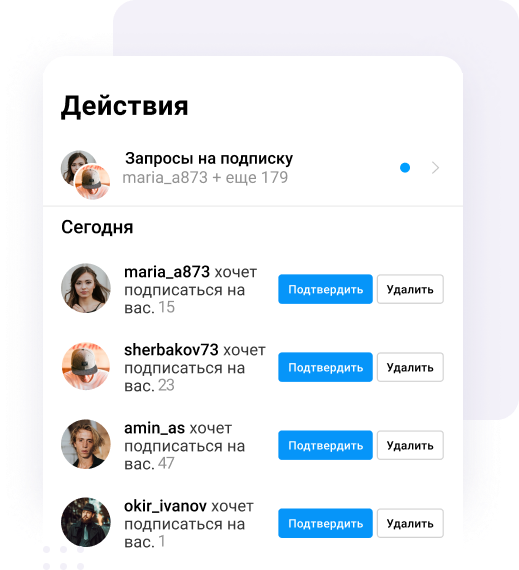 Действия
Запросы на подписку
maria_a873 + еще 179
Сегодня
maria_a873 хочет
подписаться на
вас. 15
Подтвердить
Удалить
sherbakov73 хочет
подписаться на
вас. 23
Подтвердить
Удалить
amin_as хочет
подписаться на
вас. 47
Подтвердить
Удалить
okir_ivanov хочет
подписаться на
вас. 1
Подтвердить
Удалить